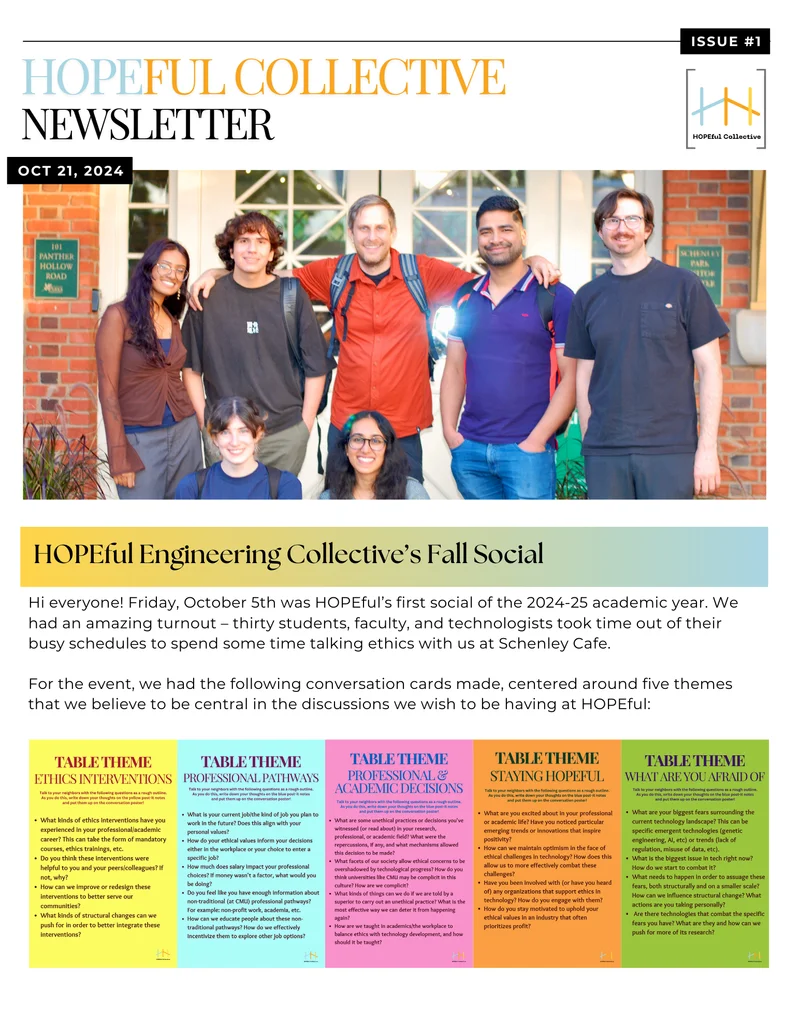 ISSUE #1
HOPEFUL COLLECTIVE
NEWSLETTER
HOPEful Collective
OCT 21, 2024
101
PANTHER
HOLLOW
ROAD
SCHENLEY
PARK
HOPEful Engineering Collective’s Fall Social
Hi everyone! Friday, October 5th was HOPEful’s first social of the 2024-25 academic year. We
had an amazing turnout – thirty students, faculty, and technologists took time out of their
busy schedules to spend some time talking ethics with us at Schenley Cafe.
For the event, we had the following conversation cards made, centered around five themes
that we believe to be central in the discussions we wish to be having at HOPEful:
TABLE THEME
ETHICS INTERVENTIONS
Talk to your neighbors with the following questions as a rough outline.
As you do this, write down your thoughts on the yellow post-it notes
and put them up on the conversation poster!
• What kinds of ethics interventions have you
experienced in your professional/academic
career? This can take the form of mandatory
courses, ethics trainings, etc.
• Do you think these interventions were
helpful to you and your peers/colleagues? If
not, why?
• How can we improve or redesign these
interventions to better serve our
communities?
• What kinds of structural changes can we
push for in order to better integrate these
interventions?
TABLE THEME
PROFESSIONAL PATHWAYS
Talk to your neighbors with the following questions as a rough outline.
As you do this, write down your thoughts on the blue post-it notes
and put them up on the conversation poster!
• What is your current job/the kind of job you plan to
work in the future? Does this align with your
personal values?
• How do your ethical values inform your decisions
either in the workplace or your choice to enter a
specific job?
• How much does salary impact your professional
choices? If money wasn’t a factor, what would you
be doing?
• Do you feel like you have enough information about
non-traditional (at CMU) professional pathways?
For example: non-profit work, academia, etc.
• How can we educate people about these non-
traditional pathways? How do we effectively
incentivize them to explore other job options?
TABLE THEME
PROFESSIONAL &
ACADEMIC DECISIONS
Talk to your neighbors with the following questions as a rough outline.
As you do this, write down your thoughts on the blue post-it notes
and put them up on the conversation poster!
• What are some unethical practices or decisions you’ve
witnessed (or read about) in your research,
professional, or academic field? What were the
repercussions, if any, and what mechanisms allowed
this decision to be made?
• What facets of our society allow ethical concerns to be
overshadowed by technological progress? How do you
think universities like CMU may be complicit in this
culture? How are we complicit?
• What kinds of things can we do if we are told by a
superior to carry out an unethical practice? What is the
most effective way we can deter it from happening
again?
• How are we taught in academics/the workplace to
balance ethics with technology development, and how
should it be taught?
TABLE THEME
STAYING HOPEFUL
Talk to your neighbors with the following questions as a rough outline.
As you do this, write down your thoughts on the blue post-it notes
and put them up on the conversation poster!
• What are you excited about in your professional
or academic life? Have you noticed particular
emerging trends or innovations that inspire
positivity?
• How can we maintain optimism in the face of
ethical challenges in technology? How does this
allow us to more effectively combat these
challenges?
• Have you been involved with (or have you heard
of) any organizations that support ethics in
technology? How do you engage with them?
• How do you stay motivated to uphold your
ethical values in an industry that often
prioritizes profit?
TABLE THEME
WHAT ARE YOU AFRAID OF
Talk to your neighbors with the following questions as a rough outline.
As you do this, write down your thoughts on the blue post-it notes
and put them up on the conversation poster!
• What are your biggest fears surrounding the
current technology landscape? This can be
specific emergent technologies (genetic
engineering, AI, etc) or trends (lack of
regulation, misuse of data, etc).
• What is the biggest issue in tech right now?
How do we start to combat it?
• What needs to happen in order to assuage these
fears, both structurally and on a smaller scale?
How can we influence structural change? What
actions are you taking personally?
• Are there technologies that combat the specific
fears you have? What are they and how can we
push for more of its research?